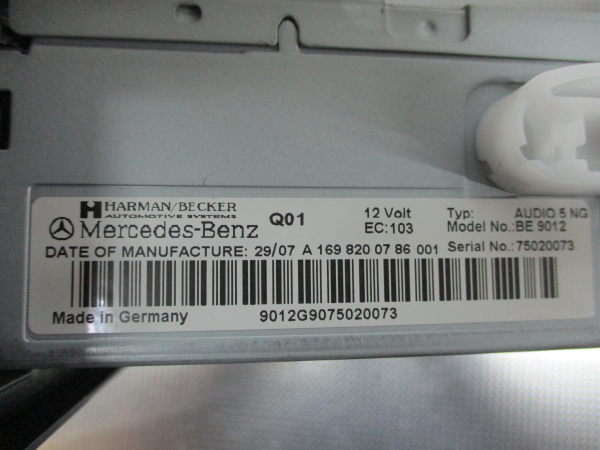 HARMAN/BECKER
AUTOMOTIVE SYSTEMS
Mercedes-Benz Q01 12 Volt Typ: AUDIO 5 NG
EC:103 Model No.:BE 9012
DATE OF MANUFACTURE: 29/07 A 169 820 07 86 001 Serial No.: 75020073
Made in Germany 9012G9075020073